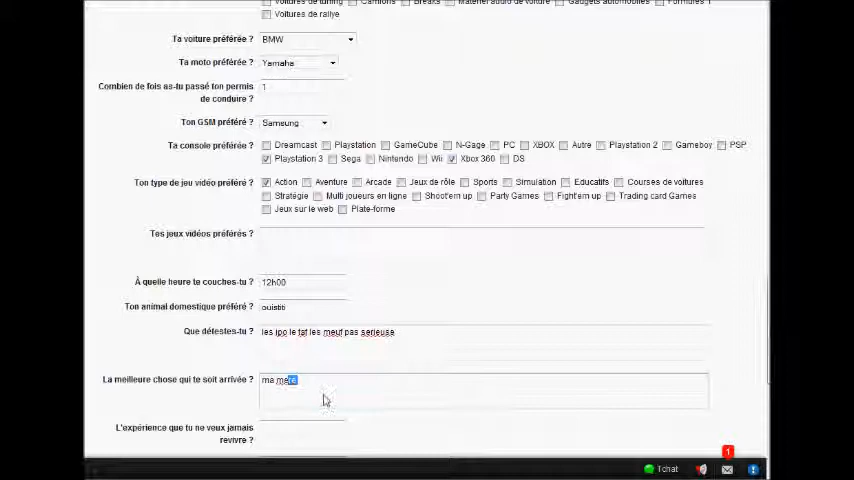 Voitures de tuning Camions Breaks Matériel audio de voiture Gadgets automobiles Formules 1
Voitures de rallye
Ta voiture préférée ? BMW
Ta moto préférée ? Yamaha
Combien de fois as-tu passé ton permis de conduire ? 1
Ton GSM préféré ? Samsung
Ta console préférée ? Dreamcast Playstation GameCube N-Gage PC XBOX Autre Playstation 2 Gameboy PSP
Playstation 3 Sega Nintendo Wii Xbox 360 DS
Ton type de jeu vidéo préféré ? Action Aventure Arcade Jeux de rôle Sports Simulation Educatifs Courses de voitures
Stratégie Multi joueurs en ligne Shoot'em up Party Games Fight'em up Trading card Games
Jeux sur le web Plate-forme
Tes jeux vidéos préférés ?
À quelle heure te couches-tu ? 12h00
Ton animal domestique préféré ? ouistiti
Que détestes-tu ? les ipo le taf les meuf pas serieuse
La meilleure chose qui te soit arrivée ? ma
L'expérience que tu ne veux jamais revivre ?
1
Tchat